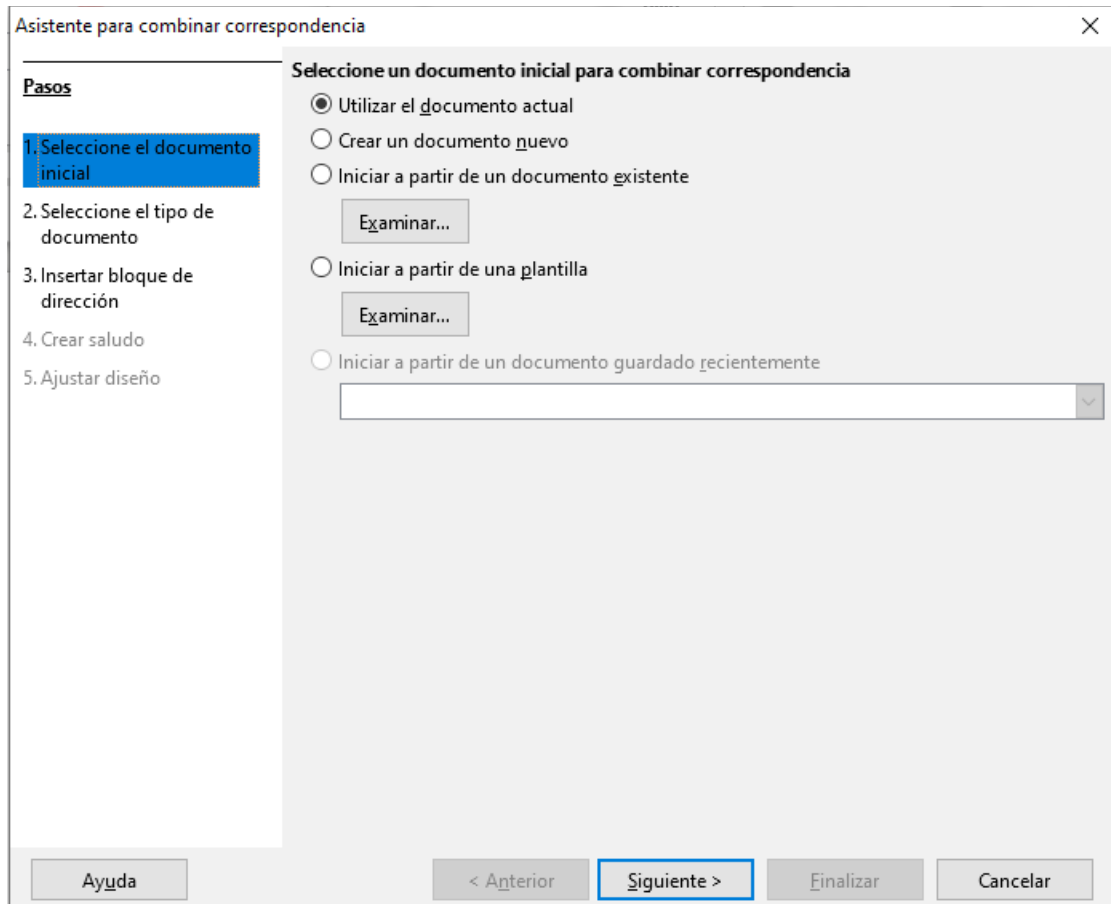 Asistente para combinar correspondencia
Pasos
1. Seleccione el documento
inicial
2. Seleccione el tipo de
documento
3. Insertar bloque de
dirección
4. Crear saludo
5. Ajustar diseño
Seleccione un documento inicial para combinar correspondencia
Utilizar el documento actual
Crear un documento nuevo
Iniciar a partir de un documento existente
Examinar...
Iniciar a partir de una plantilla
Examinar...
Iniciar a partir de un documento guardado recientemente
Ayuda
< Anterior
Siguiente >
Finalizar
Cancelar